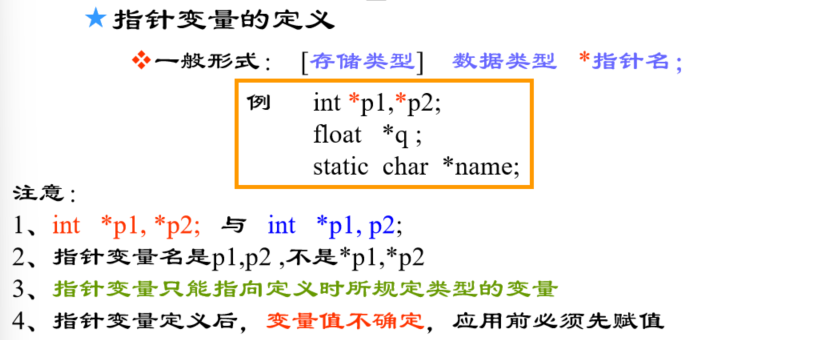 ★指针变量的定义
❖一般形式: [存储类型] 数据类型 *指针名;
例 int *p1,*p2;
float *q ;
static char *name;
注意:
1、int *p1, *p2; 与 int *p1, p2;
2、指针变量名是p1,p2 ,不是*p1,*p2
3、指针变量只能指向定义时所规定类型的变量
4、指针变量定义后,变量值不确定,应用前必须先赋值